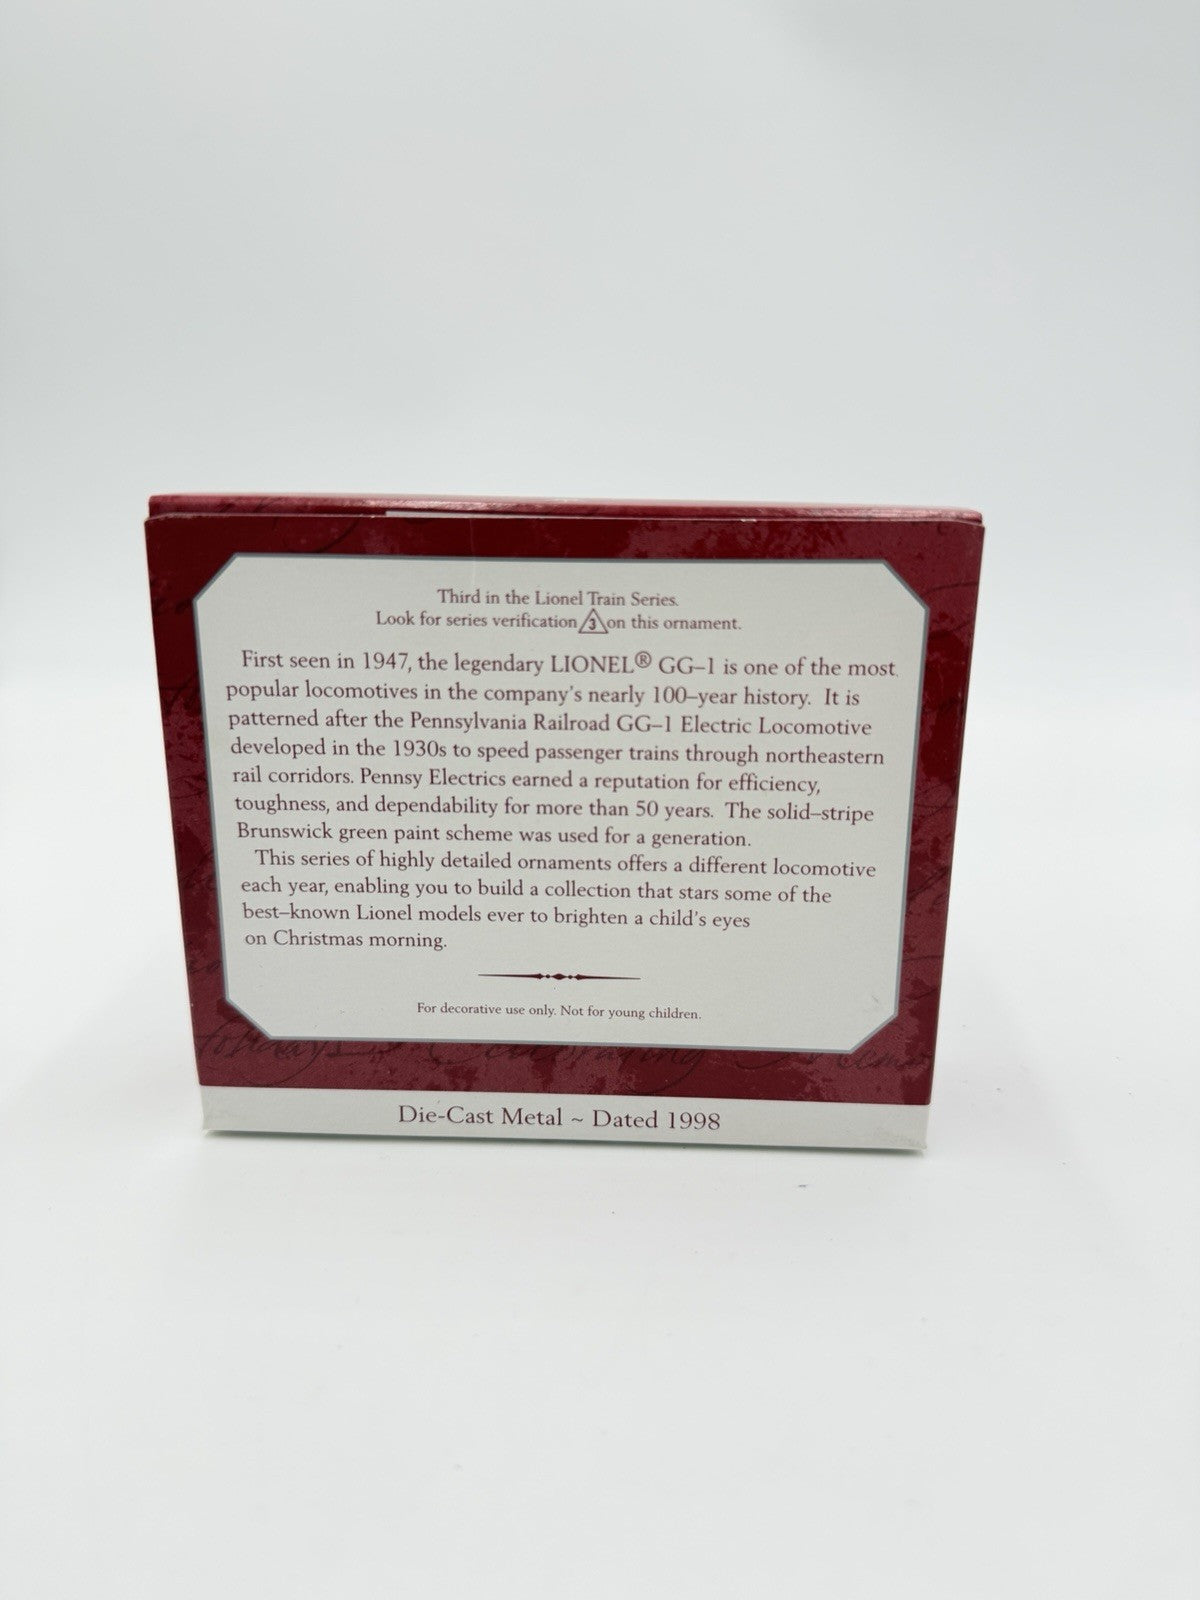 Third in the Lionel Train Series.
Look for series verification 3 on this ornament.
First seen in 1947, the legendary LIONEL® GG–1 is one of the most
popular locomotives in the company's nearly 100–year history. It is
patterned after the Pennsylvania Railroad GG–1 Electric Locomotive
developed in the 1930s to speed passenger trains through northeastern
rail corridors. Pennsy Electrics earned a reputation for efficiency,
toughness, and dependability for more than 50 years. The solid–stripe
Brunswick green paint scheme was used for a generation.
This series of highly detailed ornaments offers a different locomotive
each year, enabling you to build a collection that stars some of the
best–known Lionel models ever to brighten a child's eyes
on Christmas morning.
For decorative use only. Not for young children.
Die-Cast Metal ~ Dated 1998